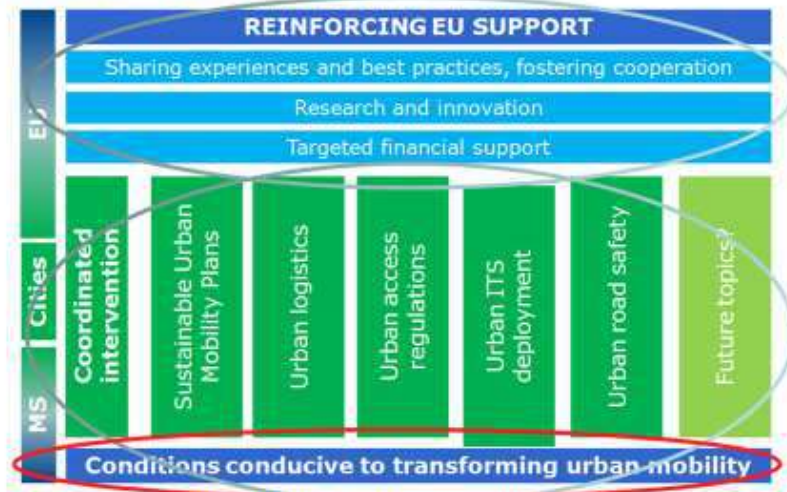 REINFORCING EU SUPPORT
Sharing experiences and best practices, fostering cooperation
Research and innovation
Targeted financial support
EU
Cities
MS
Coordinated
intervention
Sustainable Urban
Mobility Plans
Urban logistics
Urban access
regulations
Urban ITS
deployment
Urban road safety
Future topics?
Conditions conducive to transforming urban mobility